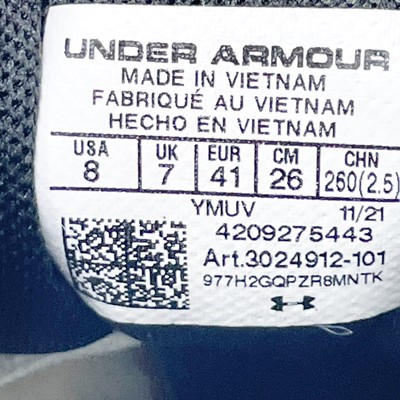 UNDER ARMOUR
MADE IN VIETNAM
FABRIQUÉ AU VIETNAM
HECHO EN VIETNAM
USA UK EUR CM CHN
8 7 41 26 260(2.5)
YMUV 11/21
4209275443
Art.3024912-101
977H2GQPZR8MNTK